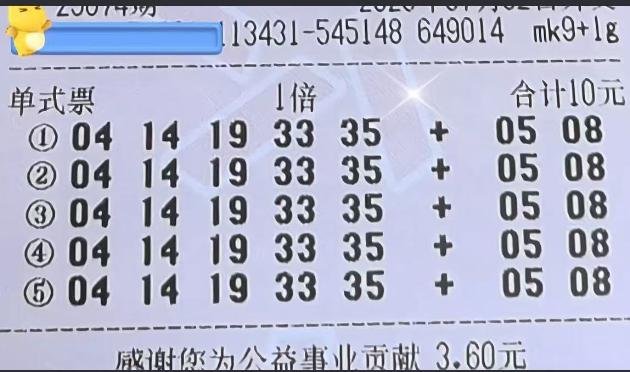 113431-545148 649014 mk9+lg
单式票 1倍 合计10元
① 04 14 19 33 35 + 05 08
② 04 14 19 33 35 + 05 08
③ 04 14 19 33 35 + 05 08
④ 04 14 19 33 35 + 05 08
⑤ 04 14 19 33 35 + 05 08
感谢您为公益事业贡献 3.60元